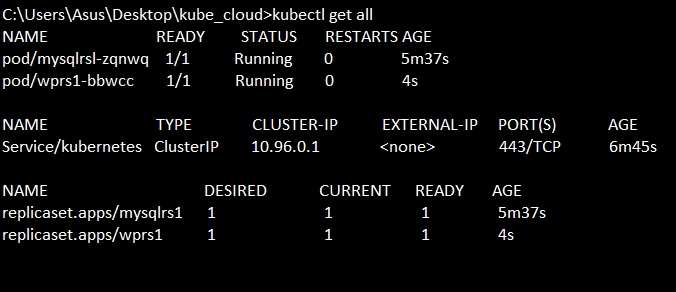 C:\Users\Asus\Desktop\kube_cloud>kubectl get all
NAME READY STATUS RESTARTS AGE
pod/mysqlrsl-zqnwq 1/1 Running 0 5m37s
pod/wprs1-bbwcc 1/1 Running 0 4s
NAME TYPE CLUSTER-IP EXTERNAL-IP PORT(S) AGE
Service/kubernetes ClusterIP 10.96.0.1 <none> 443/TCP 6m45s
NAME DESIRED CURRENT READY AGE
replicaset.apps/mysqlrs1 1 1 1 5m37s
replicaset.apps/wprs1 1 1 1 4s